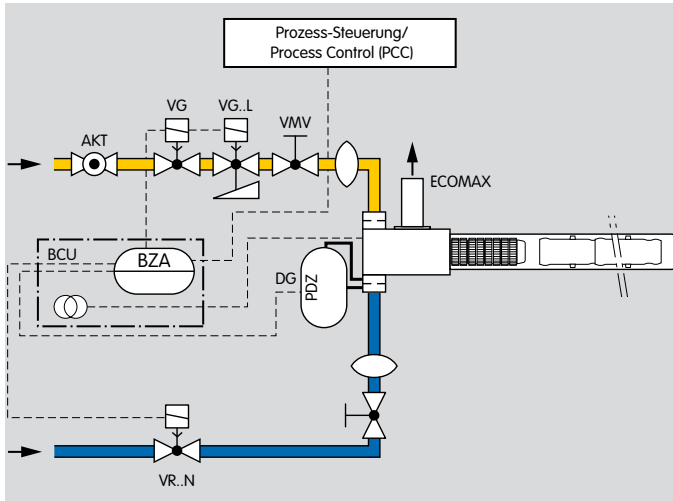 Prozess-Steuerung/
Process Control (PCC)
VG
VG..L
VMV
AKT
ECOMAX
BCU
BZA
DG
PDZ
VR..N